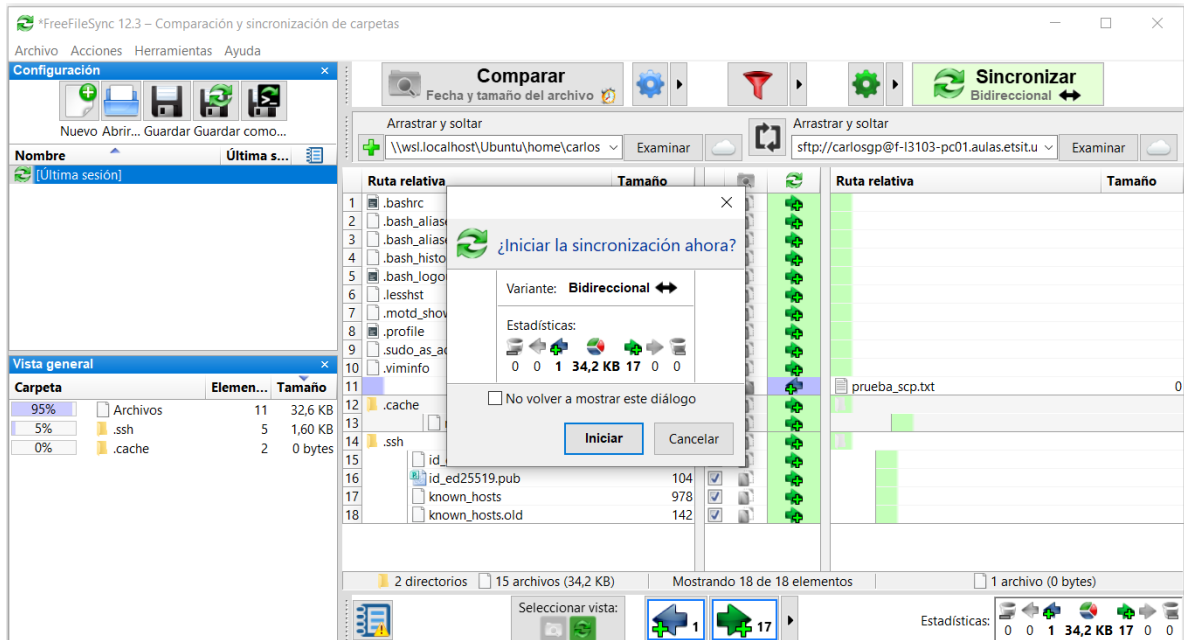 *FreeFileSync 12.3 – Comparación y sincronización de carpetas
Archivo Acciones Herramientas Ayuda
Configuración
Nuevo Abrir... Guardar Guardar como...
Nombre Última s...
[Última sesión]
Vista general
Carpeta Elemen... Tamaño
95% Archivos 11 32,6 KB
5% .ssh 5 1,60 KB
0% .cache 2 0 bytes
Comparar
Fecha y tamaño del archivo
Sincronizar
Bidireccional
Arrastrar y soltar
\\wsl.localhost\Ubuntu\home\carlos Examinar
Arrastrar y soltar
sftp://carlosgp@f-l3103-pc01.aulas.etsit.u Examinar
Ruta relativa Tamaño Ruta relativa Tamaño
1 .bashrc
2 .bash_aliase
3 .bash_aliase
4 .bash_histo
5 .bash_logo
6 .lesshst
7 .motd_show
8 .profile
9 .sudo_as_ad
10 .viminfo
11 prueba_scp.txt 0
12 .cache
13
14 .ssh
15 id_
16 id_ed25519.pub 104
17 known_hosts 978
18 known_hosts.old 142
¿Iniciar la sincronización ahora?
Variante: Bidireccional
Estadísticas:
0 0 1 34,2 KB 17 0 0
No volver a mostrar este diálogo
Iniciar Cancelar
2 directorios 15 archivos (34,2 KB) Mostrando 18 de 18 elementos 1 archivo (0 bytes)
Seleccionar vista:
1 17
Estadísticas:
0 0 1 34,2 KB 17 0 0